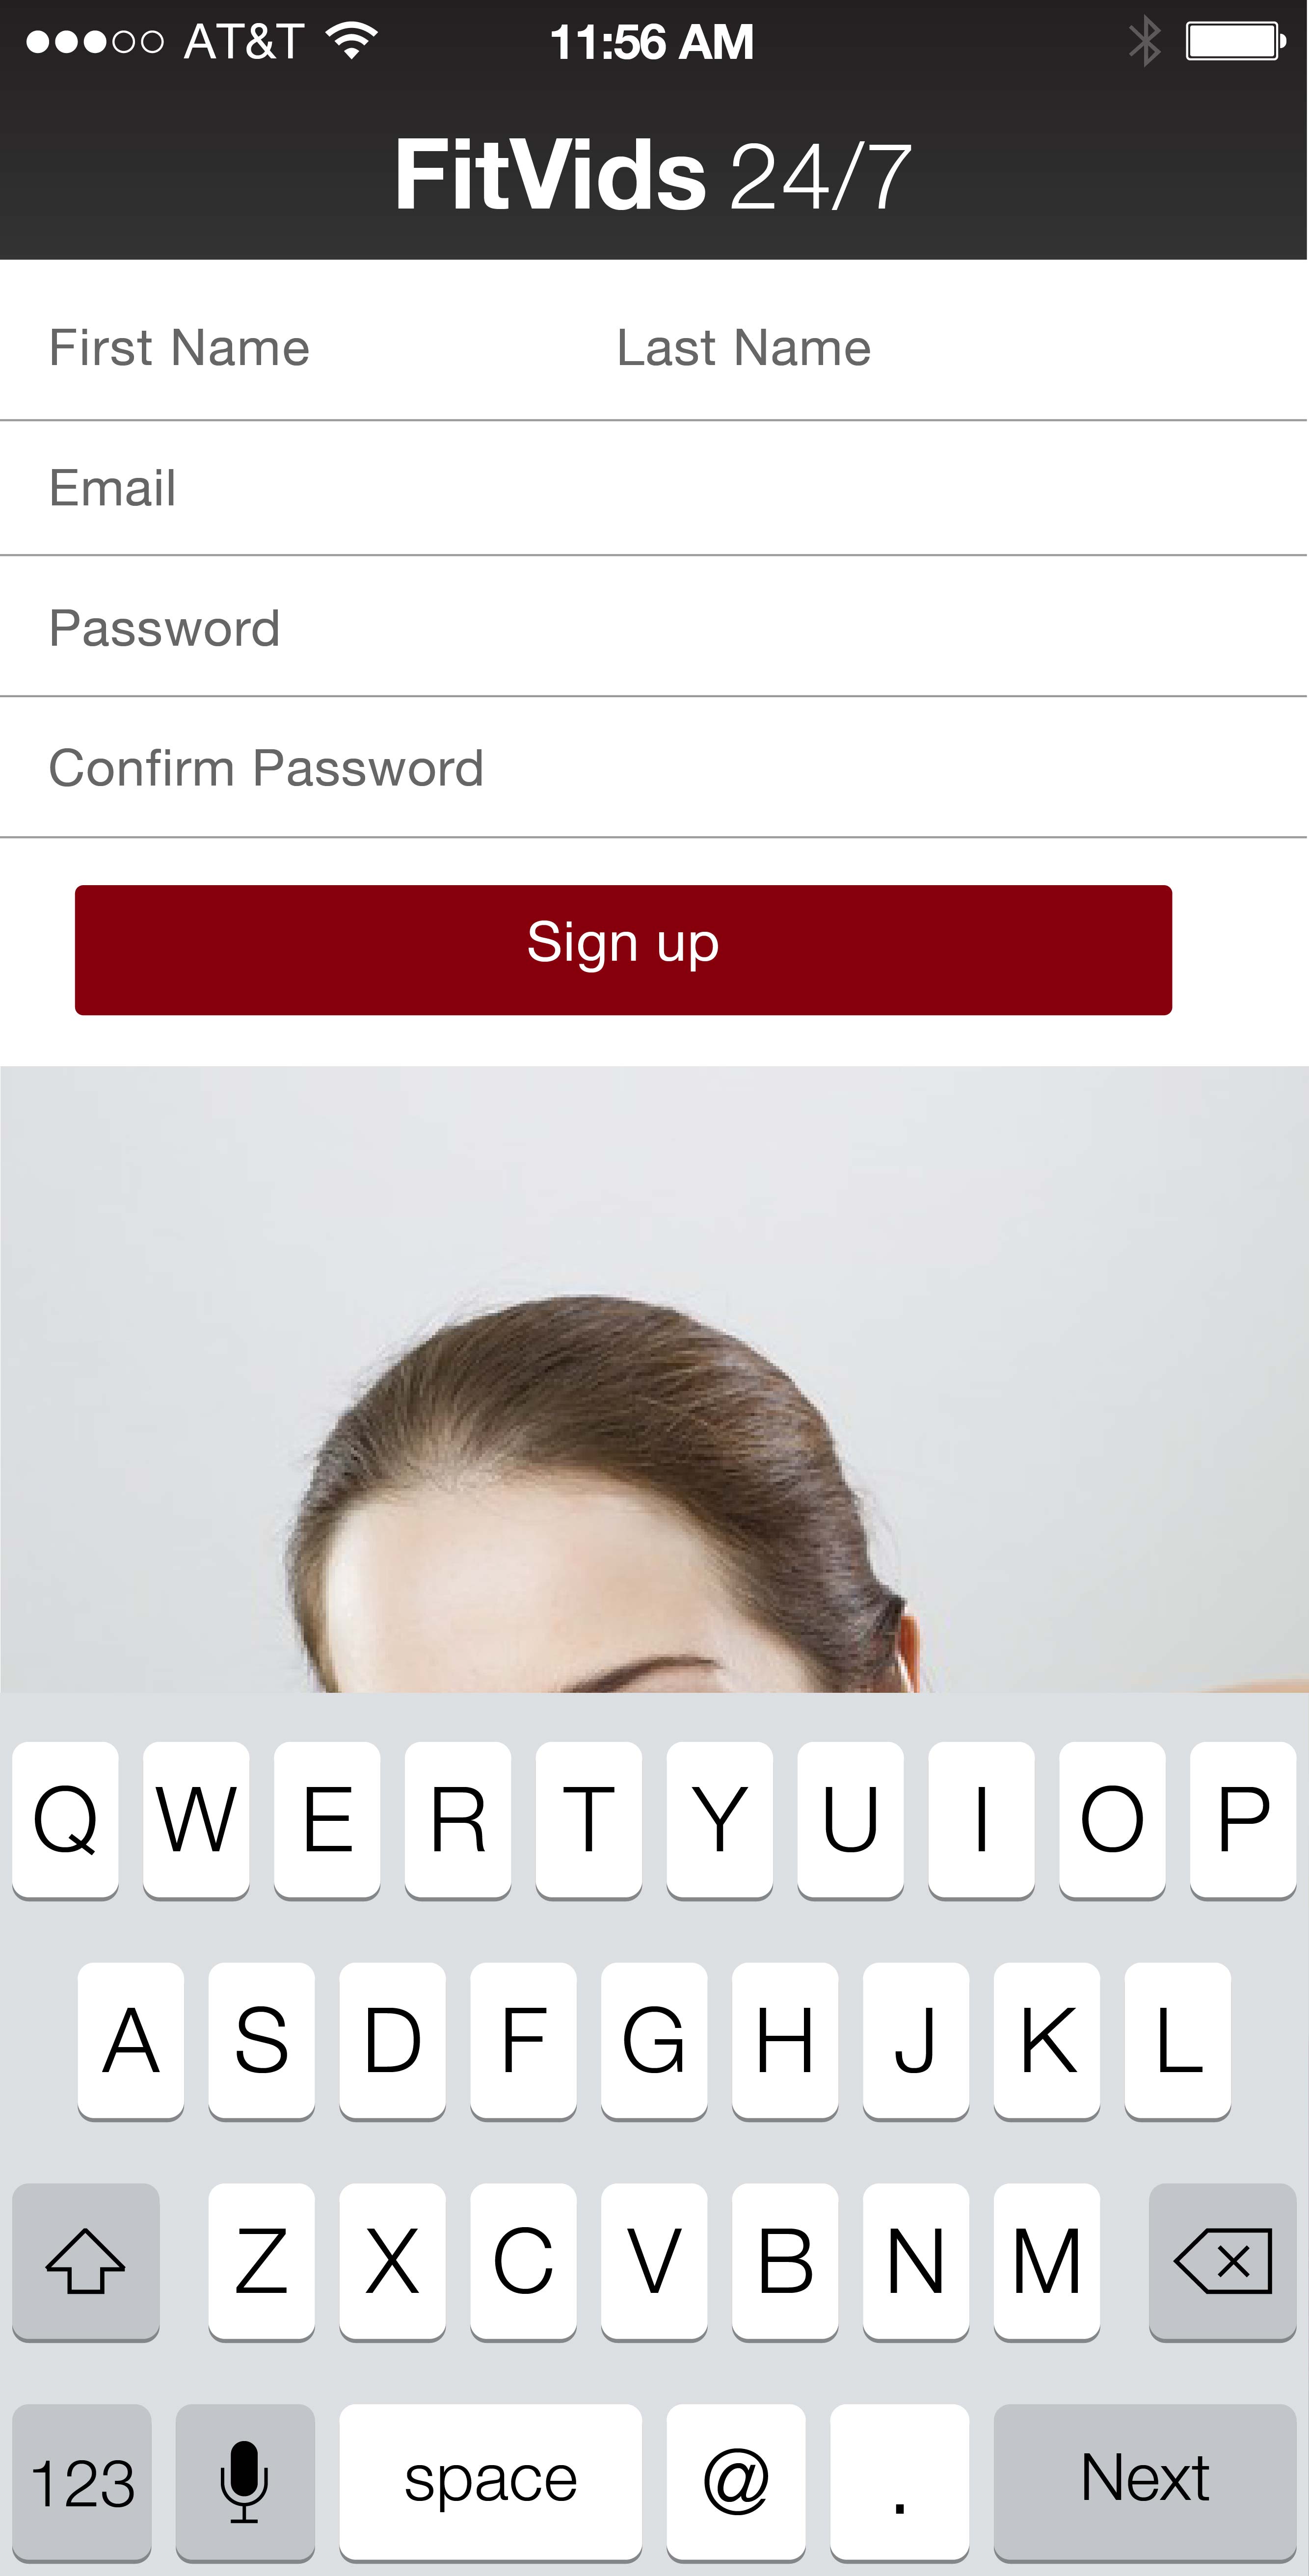 AT&T 11:56 AM
FitVids 24/7
First Name Last Name
Email
Password
Confirm Password
Sign up
Q W E R T Y U I O P
A S D F G H J K L
Z X C V B N M
123 space @ . Next